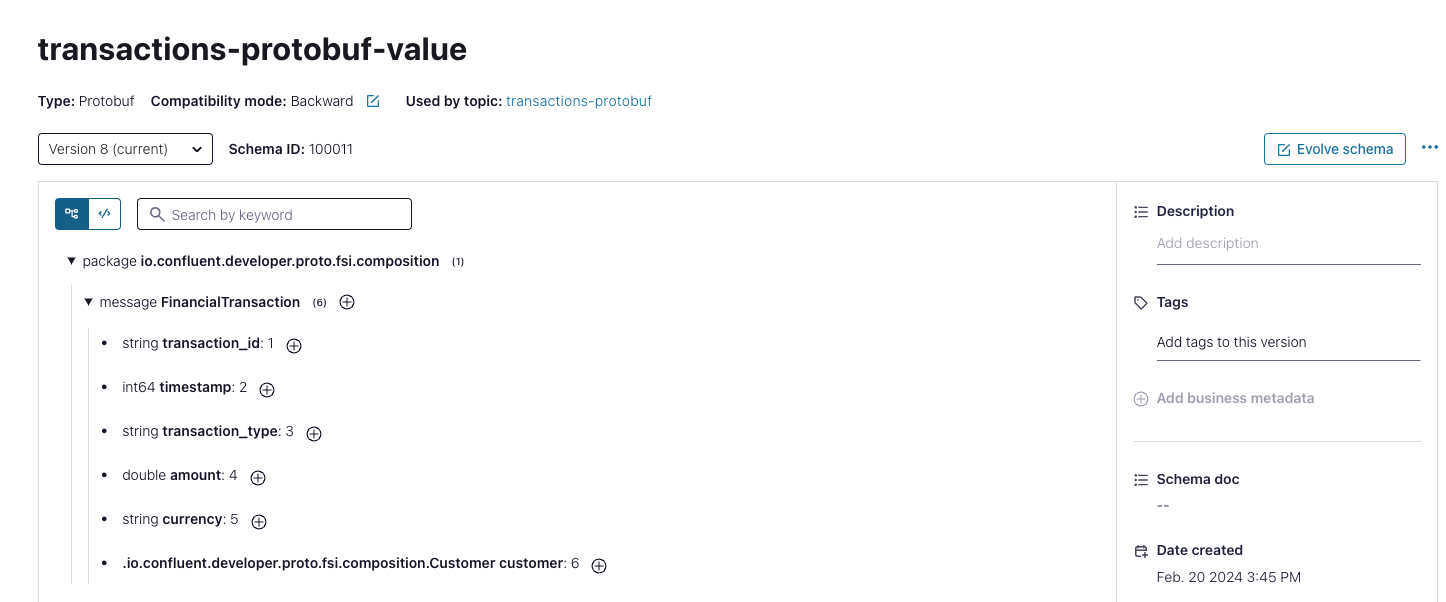 transactions-protobuf-value
Type: Protobuf Compatibility mode: Backward Used by topic: transactions-protobuf
Version 8 (current) Schema ID: 100011 Evolve schema
Search by keyword
package io.confluent.developer.proto.fsi.composition (1)
message FinancialTransaction (6)
string transaction_id: 1
int64 timestamp: 2
string transaction_type: 3
double amount: 4
string currency: 5
.io.confluent.developer.proto.fsi.composition.Customer customer: 6
Description
Add description
Tags
Add tags to this version
Add business metadata
Schema doc
--
Date created
Feb. 20 2024 3:45 PM